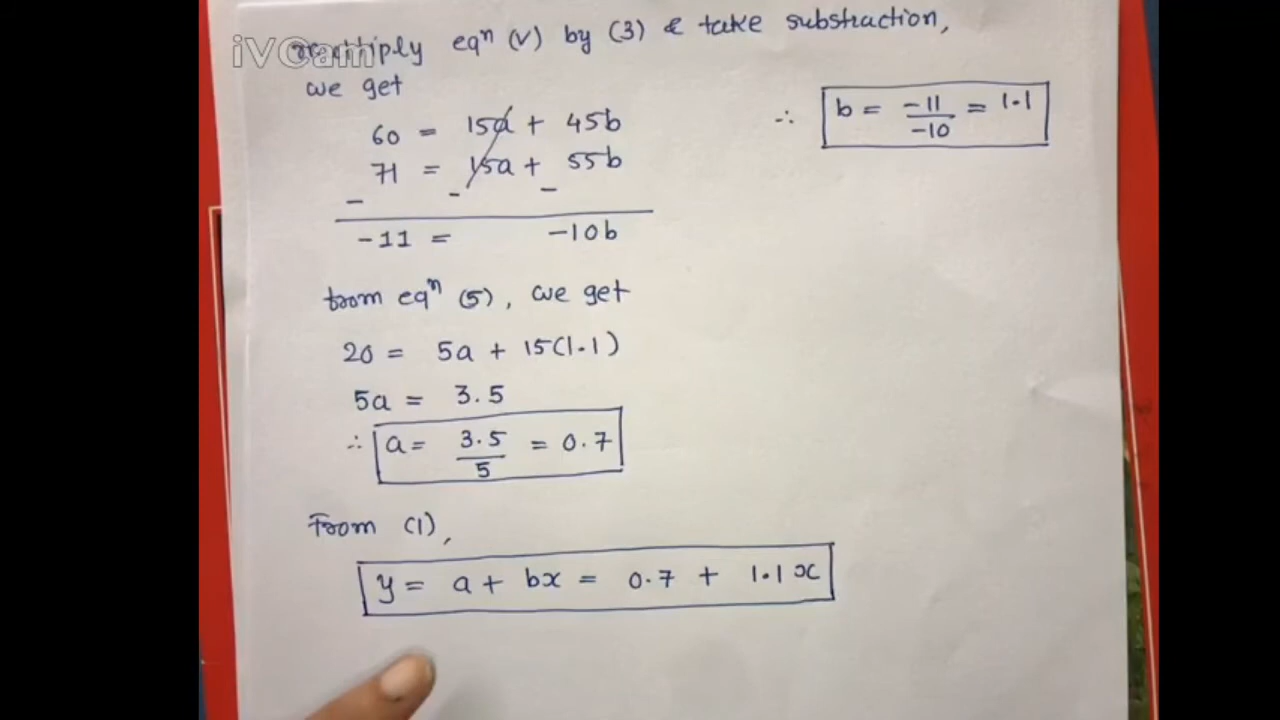 iVCam
multiply eqⁿ (v) by (3) & take substraction,
we get
60 = 15a + 45b
71 = 15a + 55b
- - -
-11 = -10b
∴ b = -11/-10 = 1.1
from eqⁿ (5), we get
20 = 5a + 15(1.1)
5a = 3.5
∴ a = 3.5/5 = 0.7
From (1),
y = a + bx = 0.7 + 1.1x